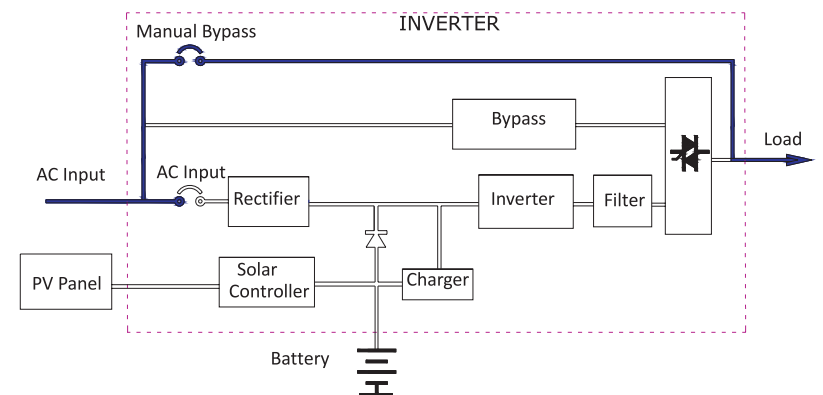 INVERTER
Manual Bypass
Bypass
Load
AC Input
AC Input
Rectifier
Inverter
Filter
PV Panel
Solar
Controller
Charger
Battery